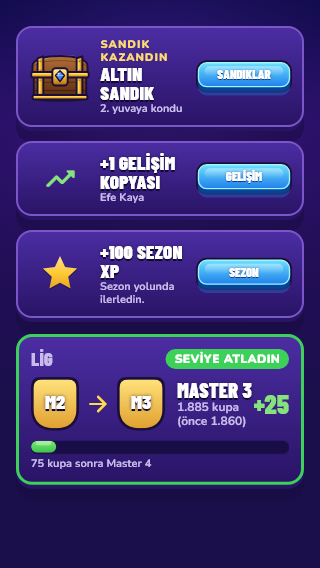 SANDIK
KAZANDIN
ALTIN
SANDIK
2. yuvaya kondu
SANDIKLAR
+1 GELİŞİM
KOPYASI
Efe Kaya
GELİŞİM
+100 SEZON
XP
Sezon yolunda
ilerledin.
SEZON
LİG
SEVİYE ATLADIN
M2
M3
MASTER 3
1.885 kupa
(önce 1.860)
+25
75 kupa sonra Master 4